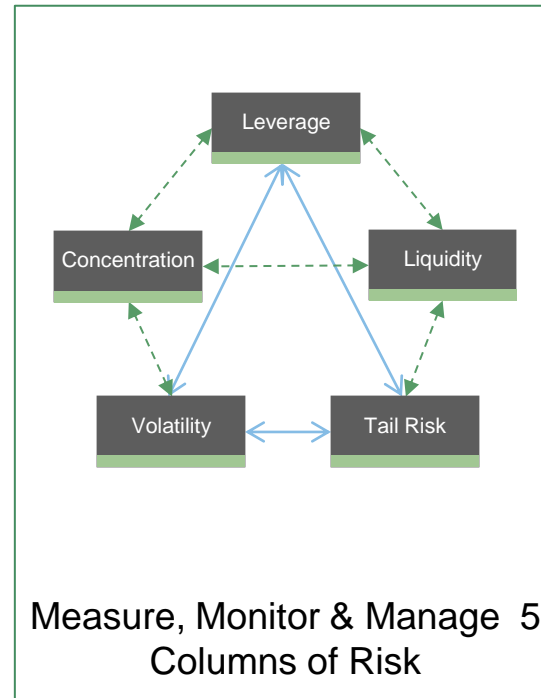 Leverage
Concentration
Liquidity
Volatility
Tail Risk
Measure, Monitor & Manage 5
Columns of Risk